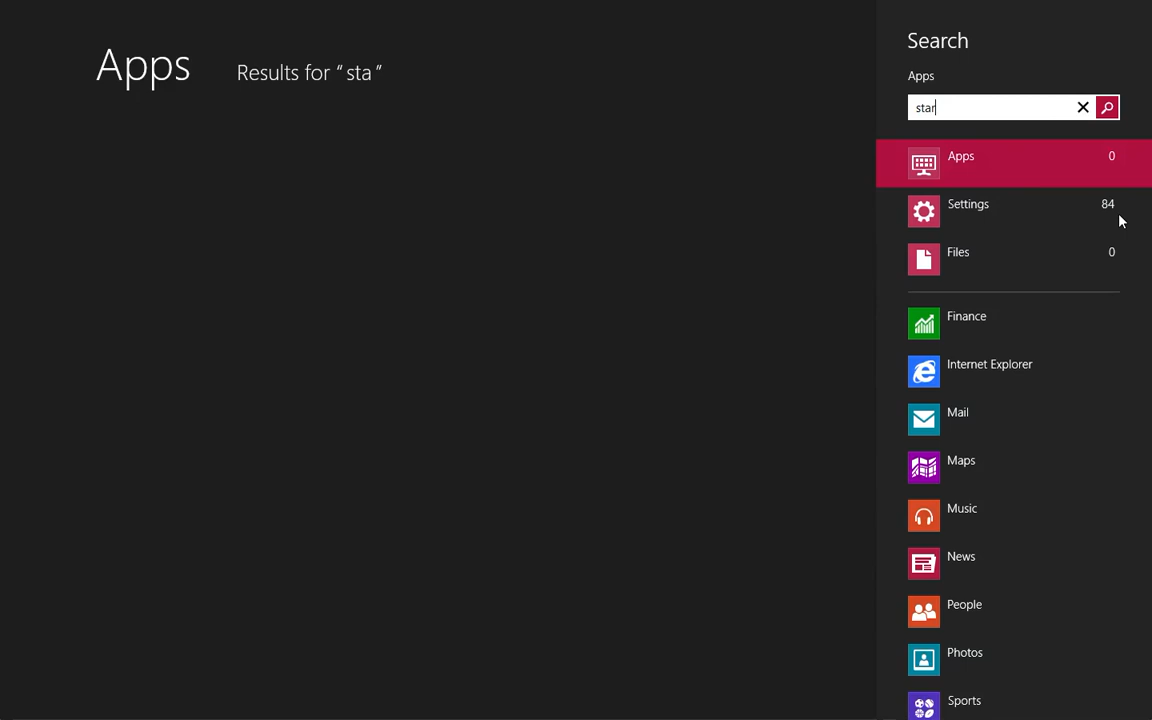 Apps
Results for “ sta ”
Search
Apps
star
Apps 0
Settings 84
Files 0
Finance
Internet Explorer
Mail
Maps
Music
News
People
Photos
Sports